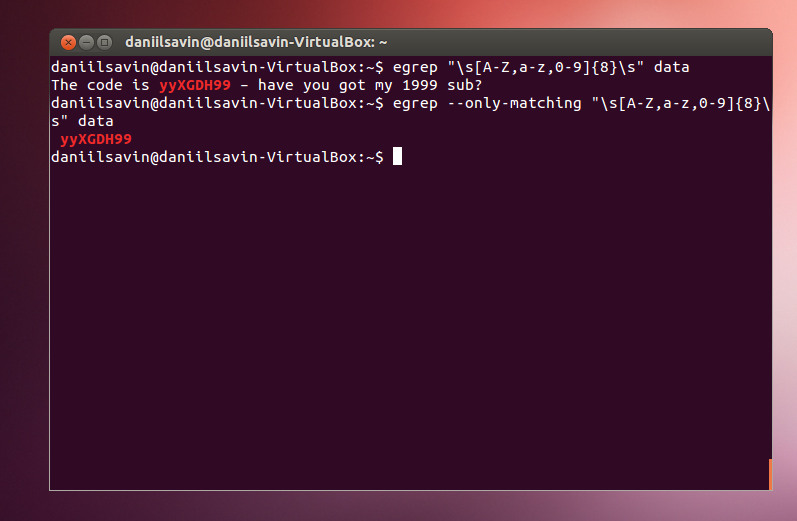 daniilsavin@daniilsavin-VirtualBox: ~
daniilsavin@daniilsavin-VirtualBox:~$ egrep "\s[A-Z,a-z,0-9]{8}\s" data
The code is yyXGDH99 – have you got my 1999 sub?
daniilsavin@daniilsavin-VirtualBox:~$ egrep --only-matching "\s[A-Z,a-z,0-9]{8}\
s" data
 yyXGDH99
daniilsavin@daniilsavin-VirtualBox:~$